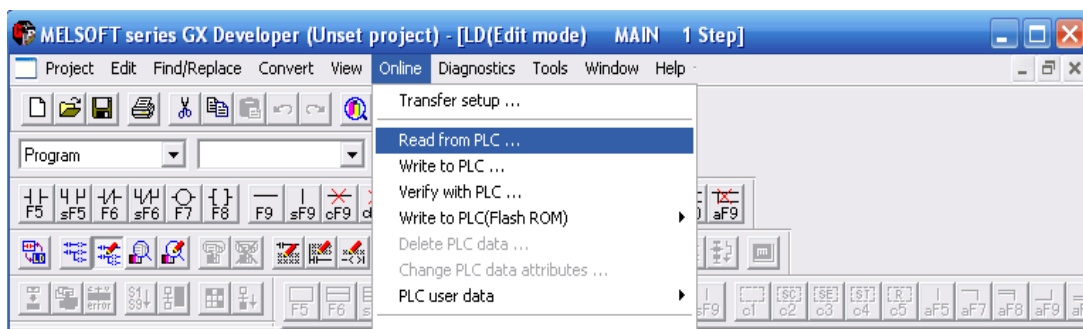 MELSOFT series GX Developer (Unset project) - [LD(Edit mode) MAIN 1 Step]
Project Edit Find/Replace Convert View Online Diagnostics Tools Window Help
Transfer setup ...
Read from PLC ...
Program
Write to PLC ...
Verify with PLC ...
Write to PLC(Flash ROM)
F5 sF5 F6 sF6 F7 F8 F9 sF9 cF9 aF9
Delete PLC data ...
Change PLC data attributes ...
PLC user data
error S9 F5 F6 sF9 c1 c2 c3 c4 c5 aF5 aF7 aF8 aF9